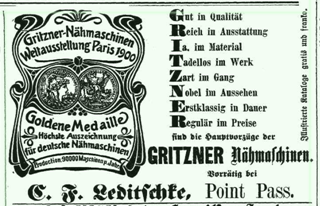 Gritzner-Nähmaschinen
Weltausstellung Paris 1900
Goldene Medaille
Höchste Auszeichnung
für deutsche Nähmaschinen
Production 90000 Maschinen p. Jahr.
Gut in Qualität
Reich in Ausstattung
Ia. im Material
Tadellos im Werk
Zart im Gang
Nobel im Aussehen
Erstklassig in Dauer
Regulär im Preise
sind die Hauptvorzüge der
GRITZNER Nähmaschinen.
Vorrätig bei
C. F. Leditschke, Point Pass.
Illustrierte Kataloge gratis und franko.